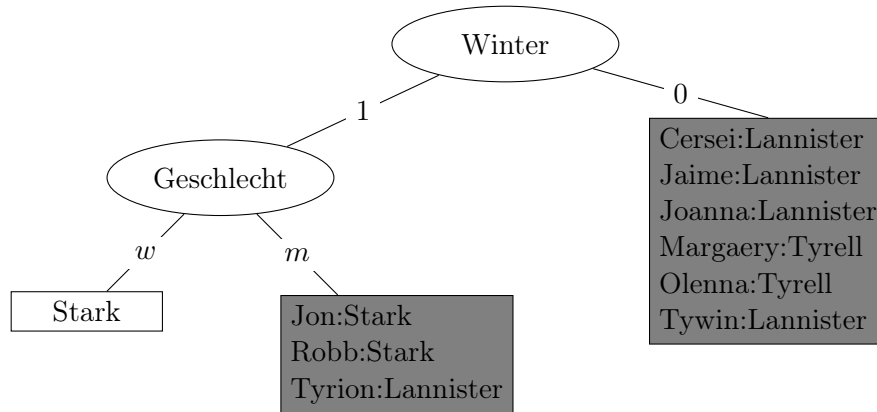 Winter
1
0
Geschlecht
Cersei:Lannister
Jaime:Lannister
Joanna:Lannister
Margaery:Tyrell
Olenna:Tyrell
Tywin:Lannister
w
m
Stark
Jon:Stark
Robb:Stark
Tyrion:Lannister